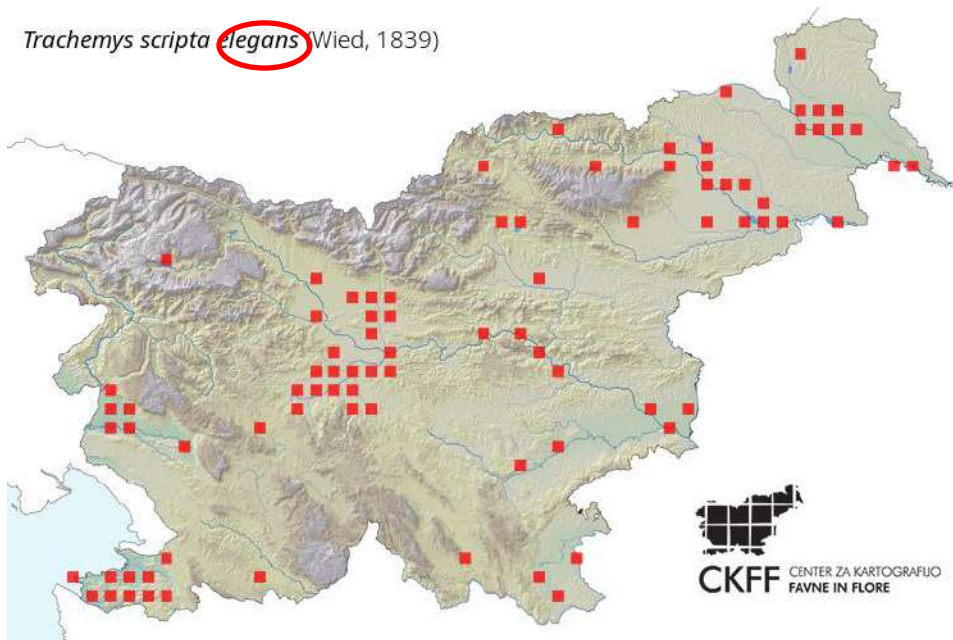 Trachemys scripta elegans (Wied, 1839)
CKFF
CENTER ZA KARTOGRAFIJO
FAVNE IN FLORE